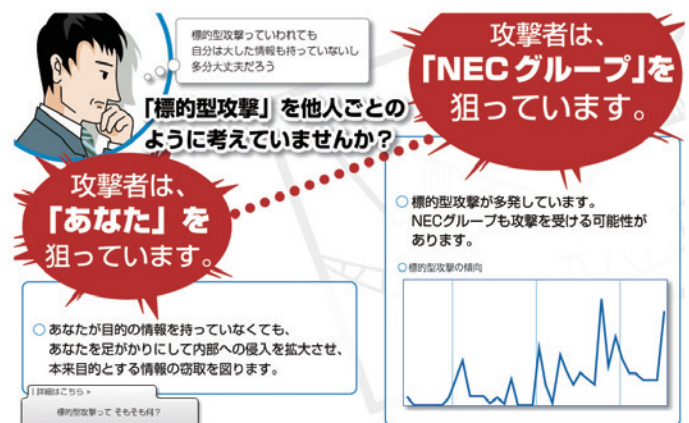 標的型攻撃っていわれても
自分は大した情報も持っていないし
多分大丈夫だろう
「標的型攻撃」を他人ごとの
ように考えていませんか？
攻撃者は、
「NECグループ」を
狙っています。
攻撃者は、
「あなた」を
狙っています。
○標的型攻撃が多発しています。
NECグループも攻撃を受ける可能性が
あります。
○標的型攻撃の傾向
○あなたが目的の情報を持っていなくても、
あなたを足がかりにして内部への侵入を拡大させ、
本来目的とする情報の窃取を図ります。
詳細はこちら »
標的型攻撃って そもそも何？